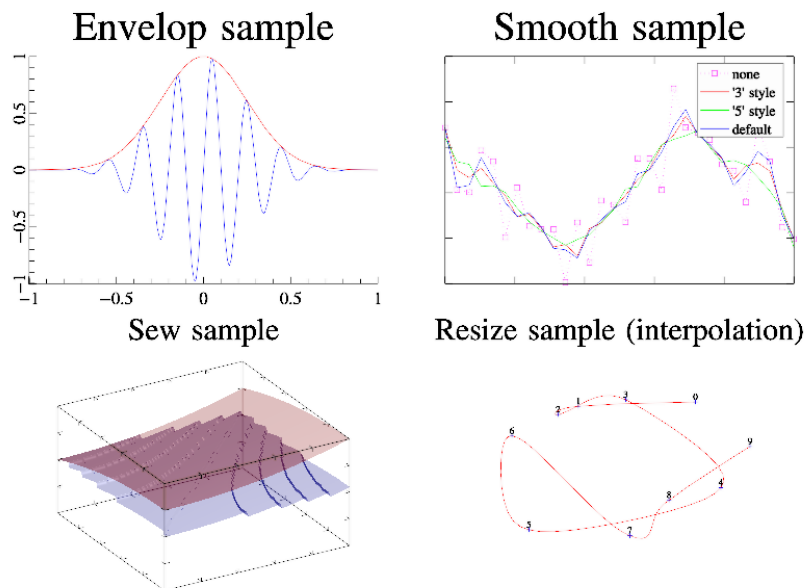 Envelop sample
Smooth sample
1
0.5
0
−0.5
−1
−1
−0.5
0
0.5
1
none
'3' style
'5' style
default
Sew sample
Resize sample (interpolation)
0
1
2
3
4
5
6
7
8
9